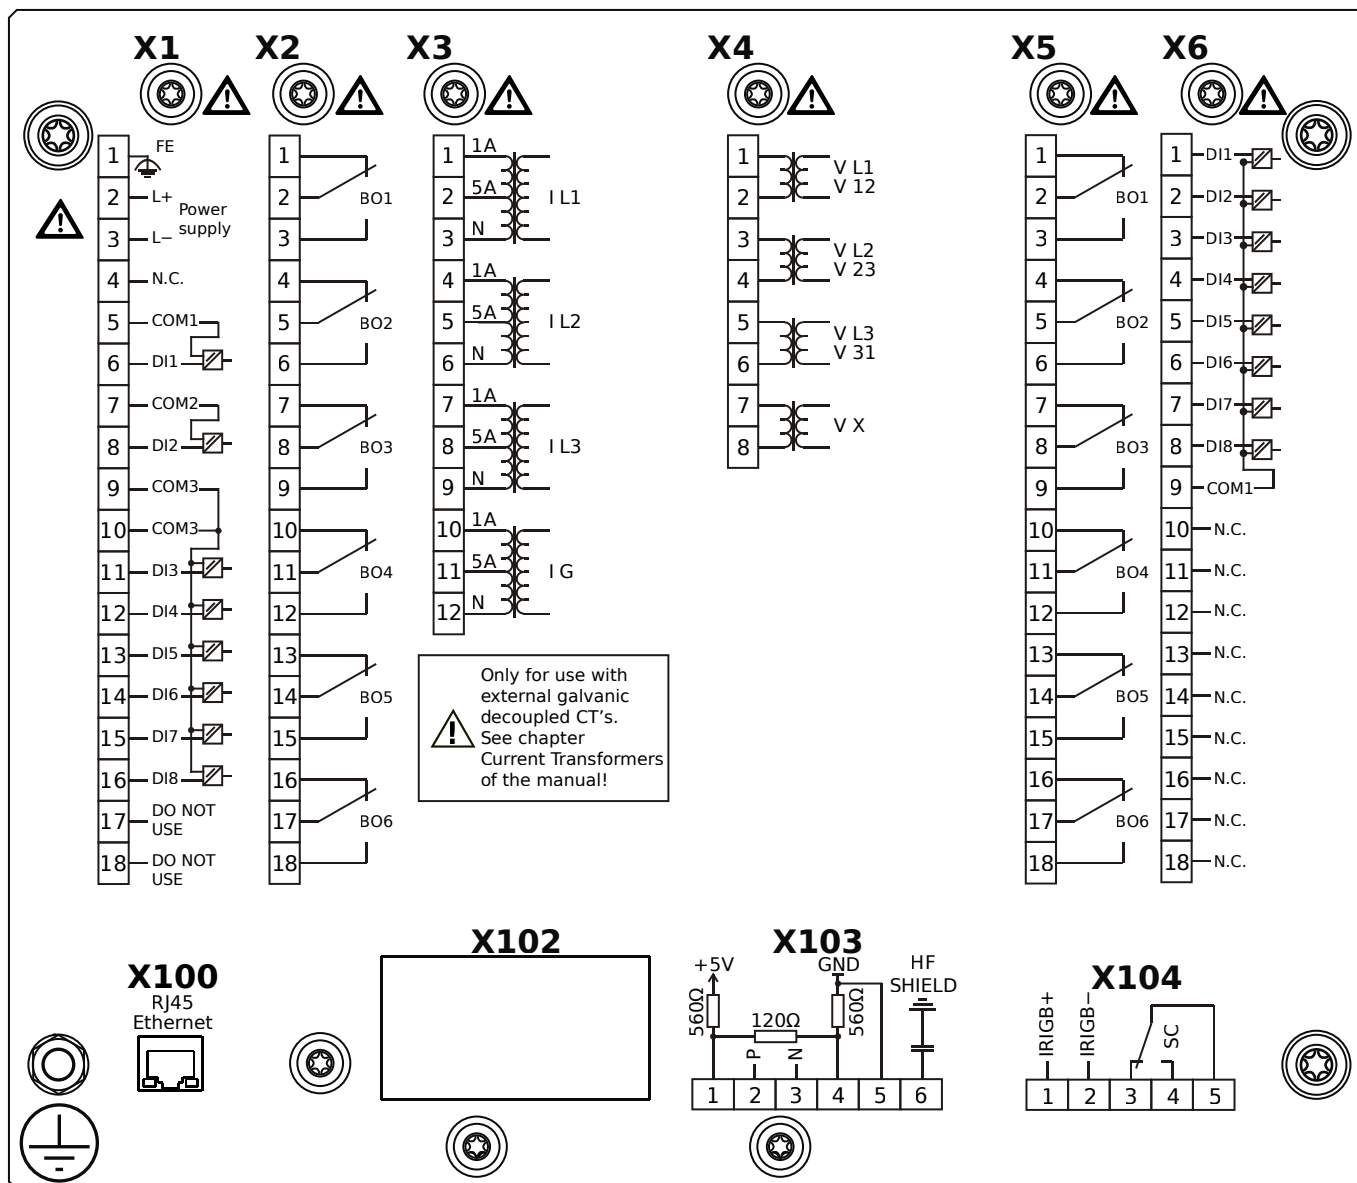 X1 X2 X3 X4 X5 X6
1 FE
2 L+ Power
supply
3 L−
4 N.C.
5 COM1
6 DI1
7 COM2
8 DI2
9 COM3
10 COM3
11 DI3
12 DI4
13 DI5
14 DI6
15 DI7
16 DI8
17 DO NOT
USE
18 DO NOT
USE
1
2 BO1
3
4
5 BO2
6
7
8 BO3
9
10
11 BO4
12
13
14 BO5
15
16
17 BO6
18
1 1A
2 5A I L1
3 N
4 1A
5 5A I L2
6 N
7 1A
8 5A I L3
9 N
10 1A
11 5A I G
12 N
Only for use with
external galvanic
decoupled CT's.
See chapter
Current Transformers
of the manual!
1 V L1
2 V 12
3 V L2
4 V 23
5 V L3
6 V 31
7 V X
8
1
2 BO1
3
4
5 BO2
6
7
8 BO3
9
10
11 BO4
12
13
14 BO5
15
16
17 BO6
18
1 DI1
2 DI2
3 DI3
4 DI4
5 DI5
6 DI6
7 DI7
8 DI8
9 COM1
10 N.C.
11 N.C.
12 N.C.
13 N.C.
14 N.C.
15 N.C.
16 N.C.
17 N.C.
18 N.C.
X100
RJ45
Ethernet
X102
X103
+5V GND HF
SHIELD
560Ω 120Ω 560Ω
P N
1 2 3 4 5 6
X104
IRIGB+ IRIGB− SC
1 2 3 4 5